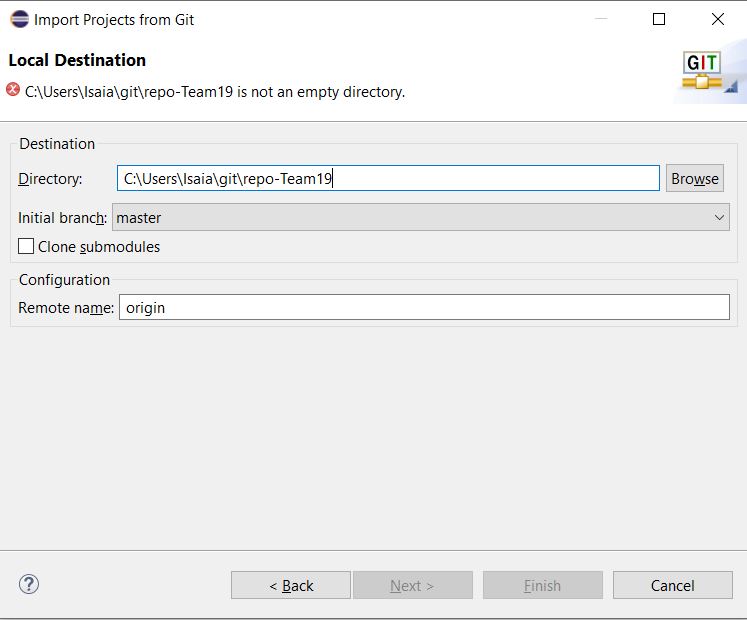 Import Projects from Git
Local Destination
C:\Users\Isaia\git\repo-Team19 is not an empty directory.
GIT
Destination
Directory: C:\Users\Isaia\git\repo-Team19 Browse
Initial branch: master
Clone submodules
Configuration
Remote name: origin
? < Back Next > Finish Cancel